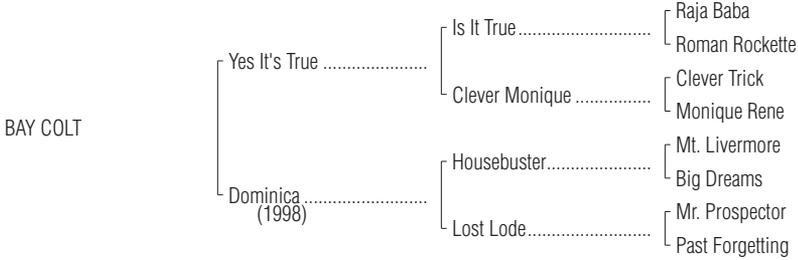 Raja Baba
Is It True
Roman Rockette
Yes It's True
Clever Trick
Clever Monique
Monique Rene
BAY COLT
Mt. Livermore
Housebuster
Big Dreams
Dominica
(1998)
Mr. Prospector
Lost Lode
Past Forgetting